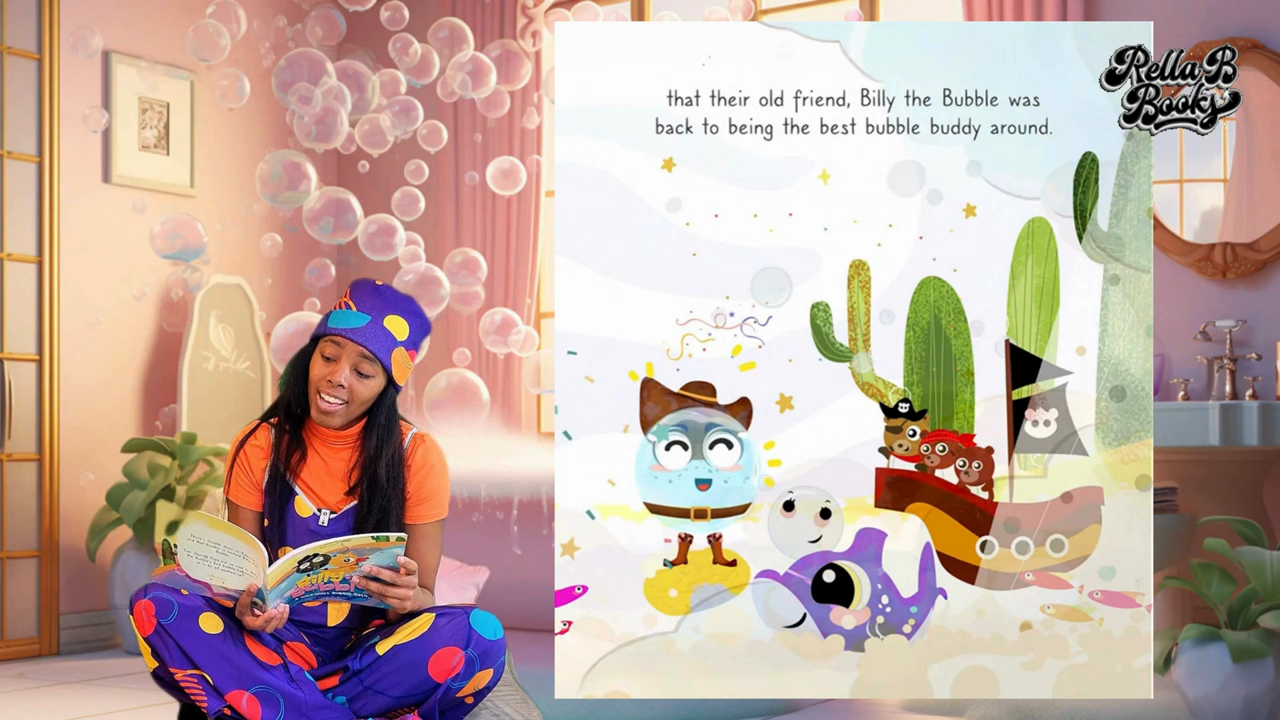 that their old friend, Billy the Bubble was
back to being the best bubble buddy around.
Rella B
Books